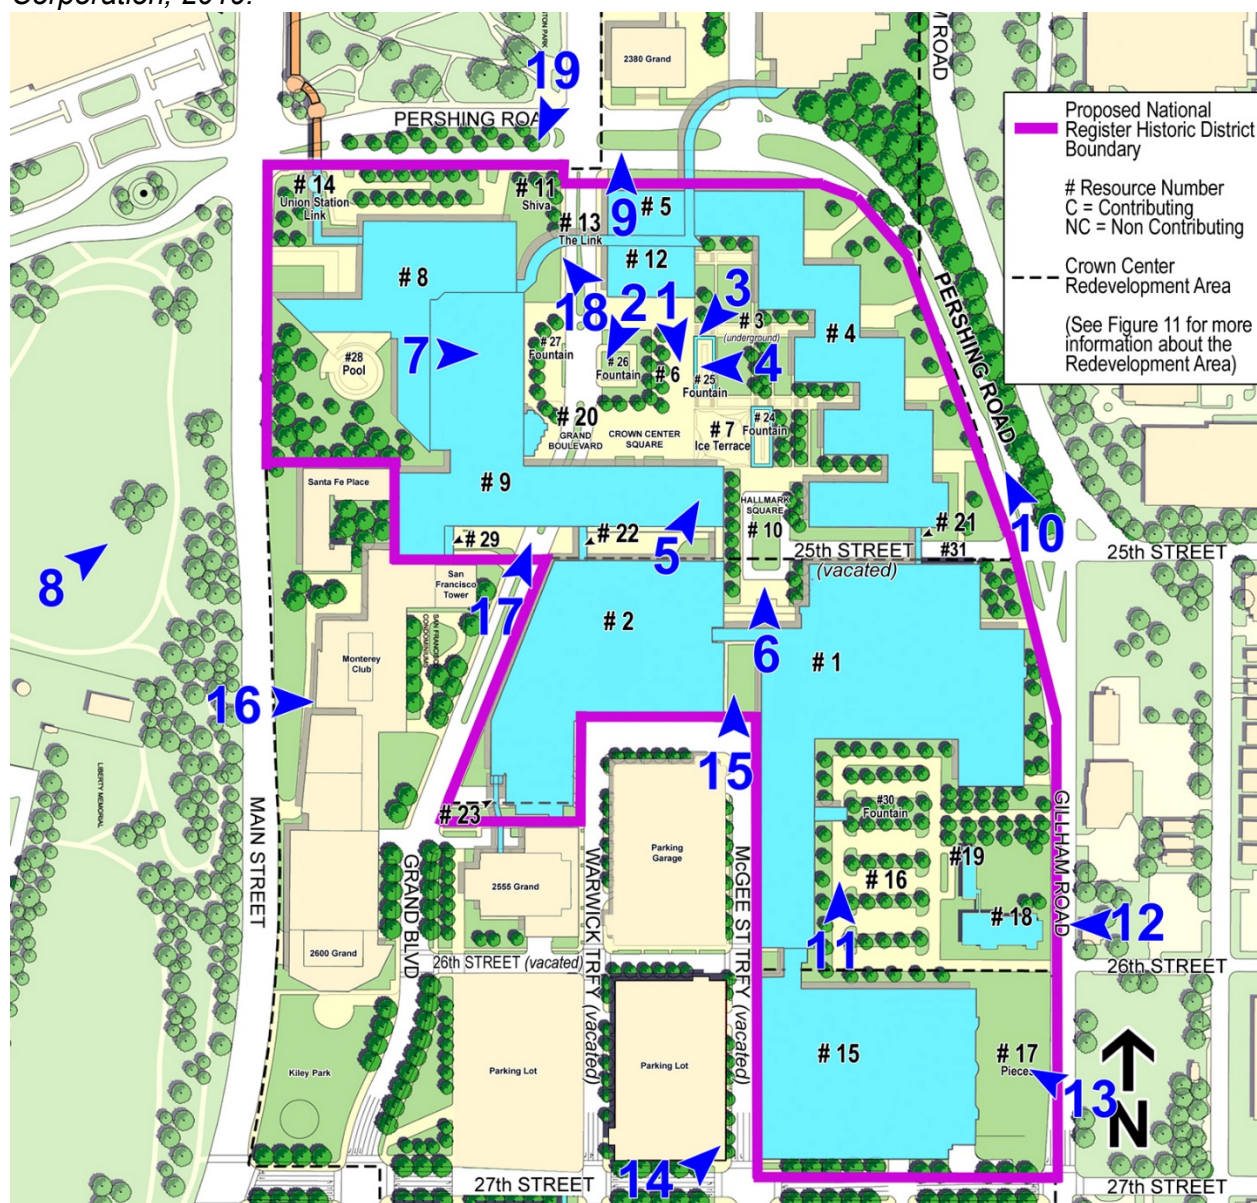 Corporation, 2019.
2380 Grand
19
PERSHING ROA
M ROAD
Proposed National
Register Historic District
Boundary
# Resource Number
C = Contributing
NC = Non Contributing
Crown Center
Redevelopment Area
(See Figure 11 for more
information about the
Redevelopment Area)
# 14
Union Station
Link
# 11
Shiva
# 13
The Link
9
# 5
# 12
# 8
18
2
1
3
# 3
(underground)
# 4
PERSHING ROAD
7
# 27
Fountain
# 26
Fountain
# 6
4
# 25
Fountain
#28
Pool
# 20
GRAND
BOULEVARD
CROWN CENTER
SQUARE
# 7
Ice Terrace
# 24
Fountain
Santa Fe Place
# 9
HALLMARK
SQUARE
# 10
5
# 29
# 22
# 21
#31
10
25th STREET
(vacated)
25th STREET
8
San
Francisco
Tower
SAN FRANCISCO
CONDOMINIUMS
17
# 2
6
# 1
Monterey
Club
16
15
LIBERTY MEMORIAL
MAIN STREET
GRAND BLVD
# 23
2555 Grand
WARWICK TRFY (vacated)
Parking
Garage
McGEE ST TRFY (vacated)
#30
Fountain
#19
# 16
# 18
GILLHAM ROAD
11
12
2600 Grand
26th STREET (vacated)
26th STREET
Kiley Park
Parking Lot
Parking Lot
# 15
# 17
Pieces
13
N
14
27th STREET
27th STREET